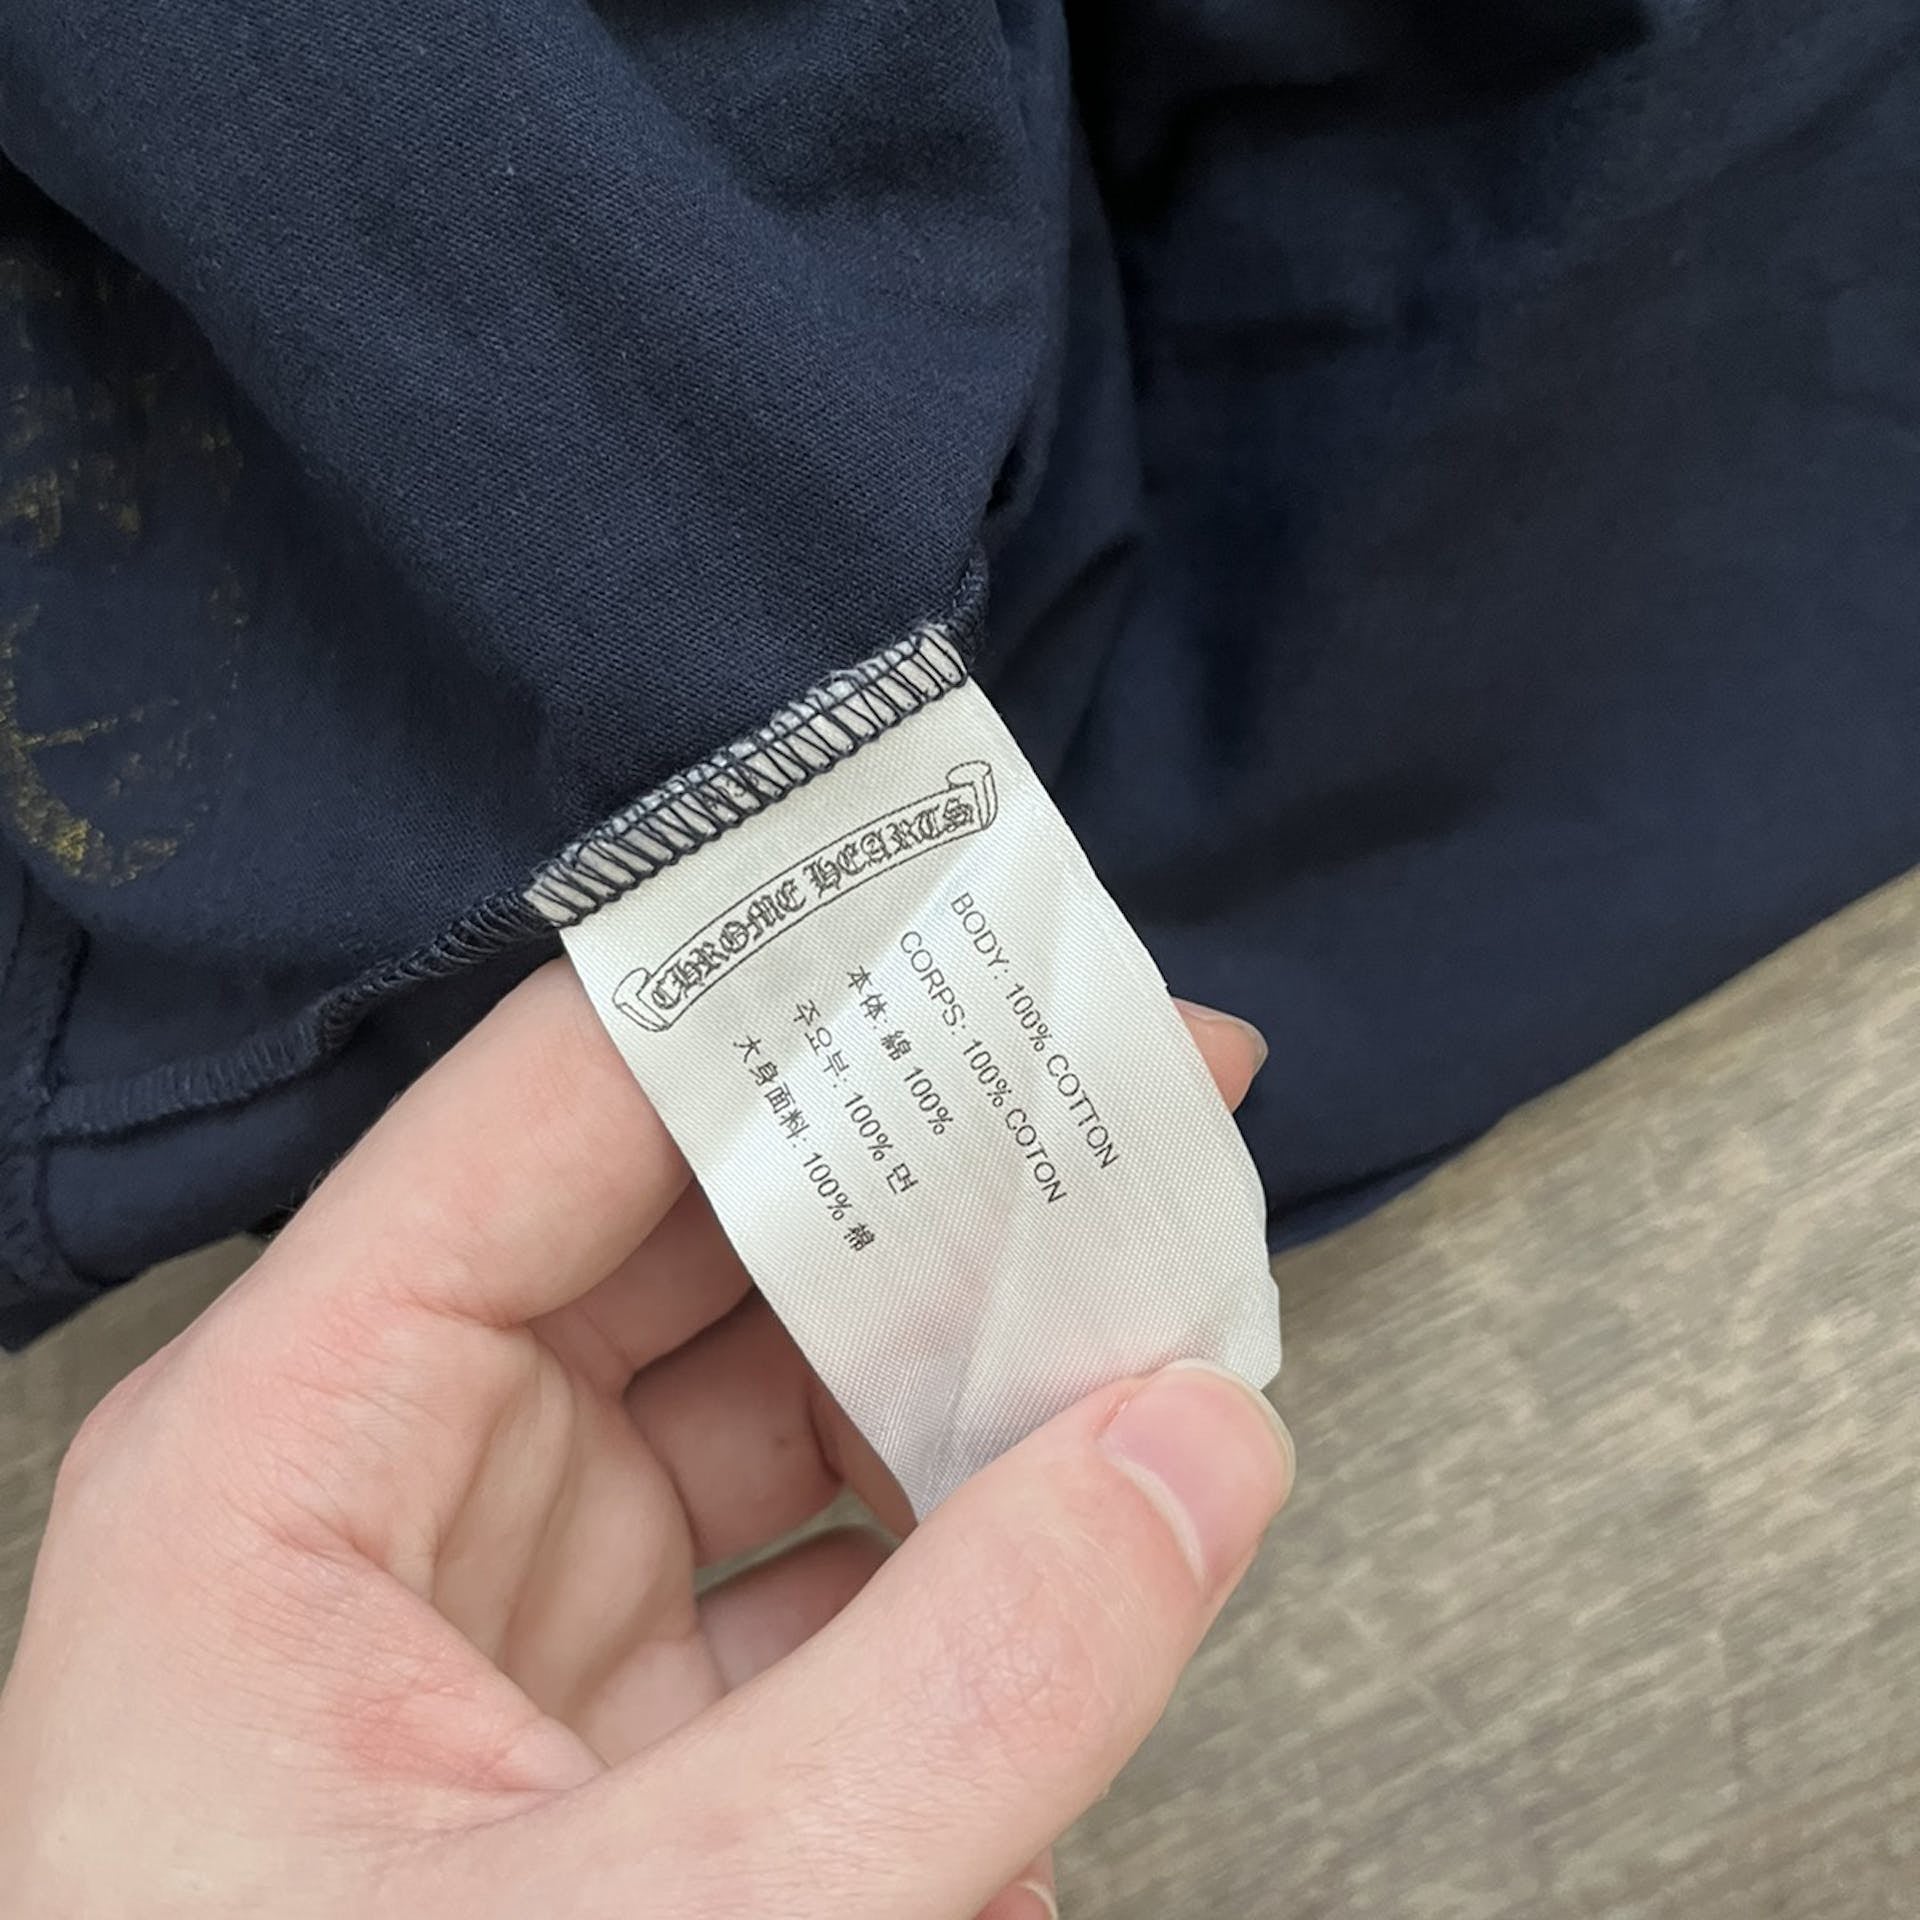 CHROME HEARTS
BODY: 100% COTTON
CORPS: 100% COTON
本体: 綿 100%
주요부: 100% 면
大身面料: 100% 棉